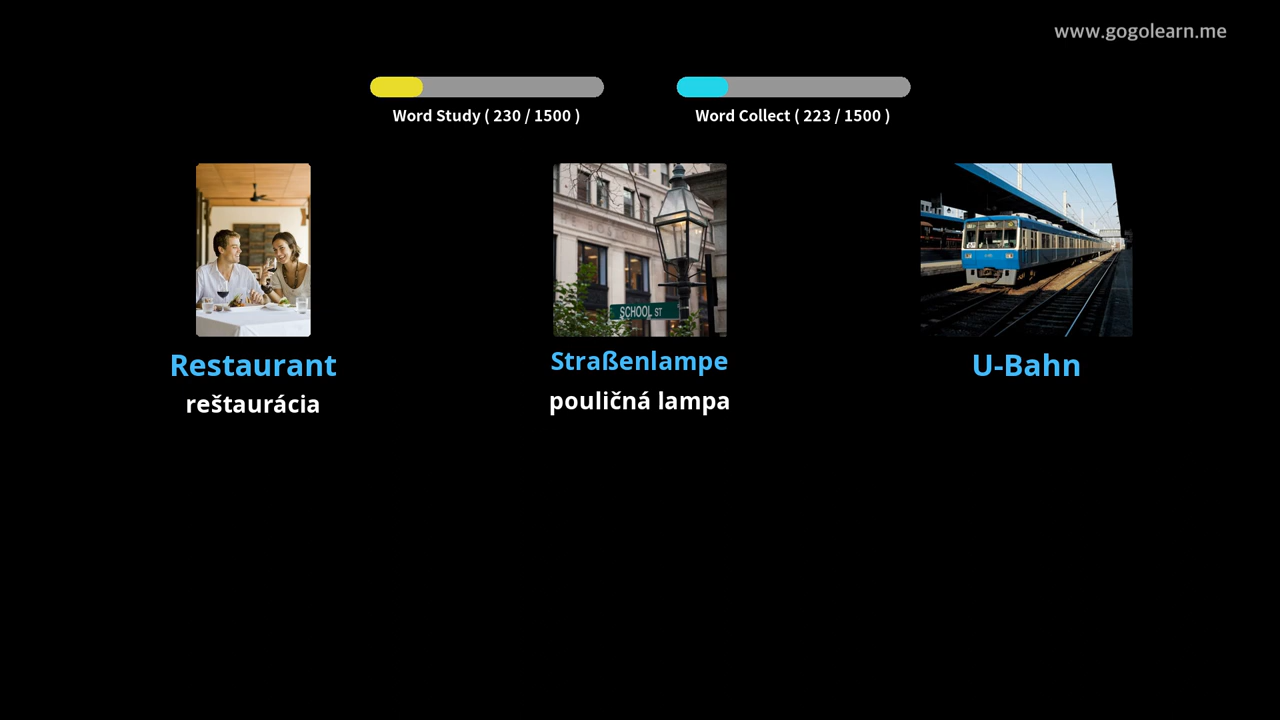 www.gogolearn.me
Word Study ( 230 / 1500 )
Word Collect ( 223 / 1500 )
SCHOOL ST
Restaurant
Straßenlampe
U-Bahn
reštaurácia
pouličná lampa